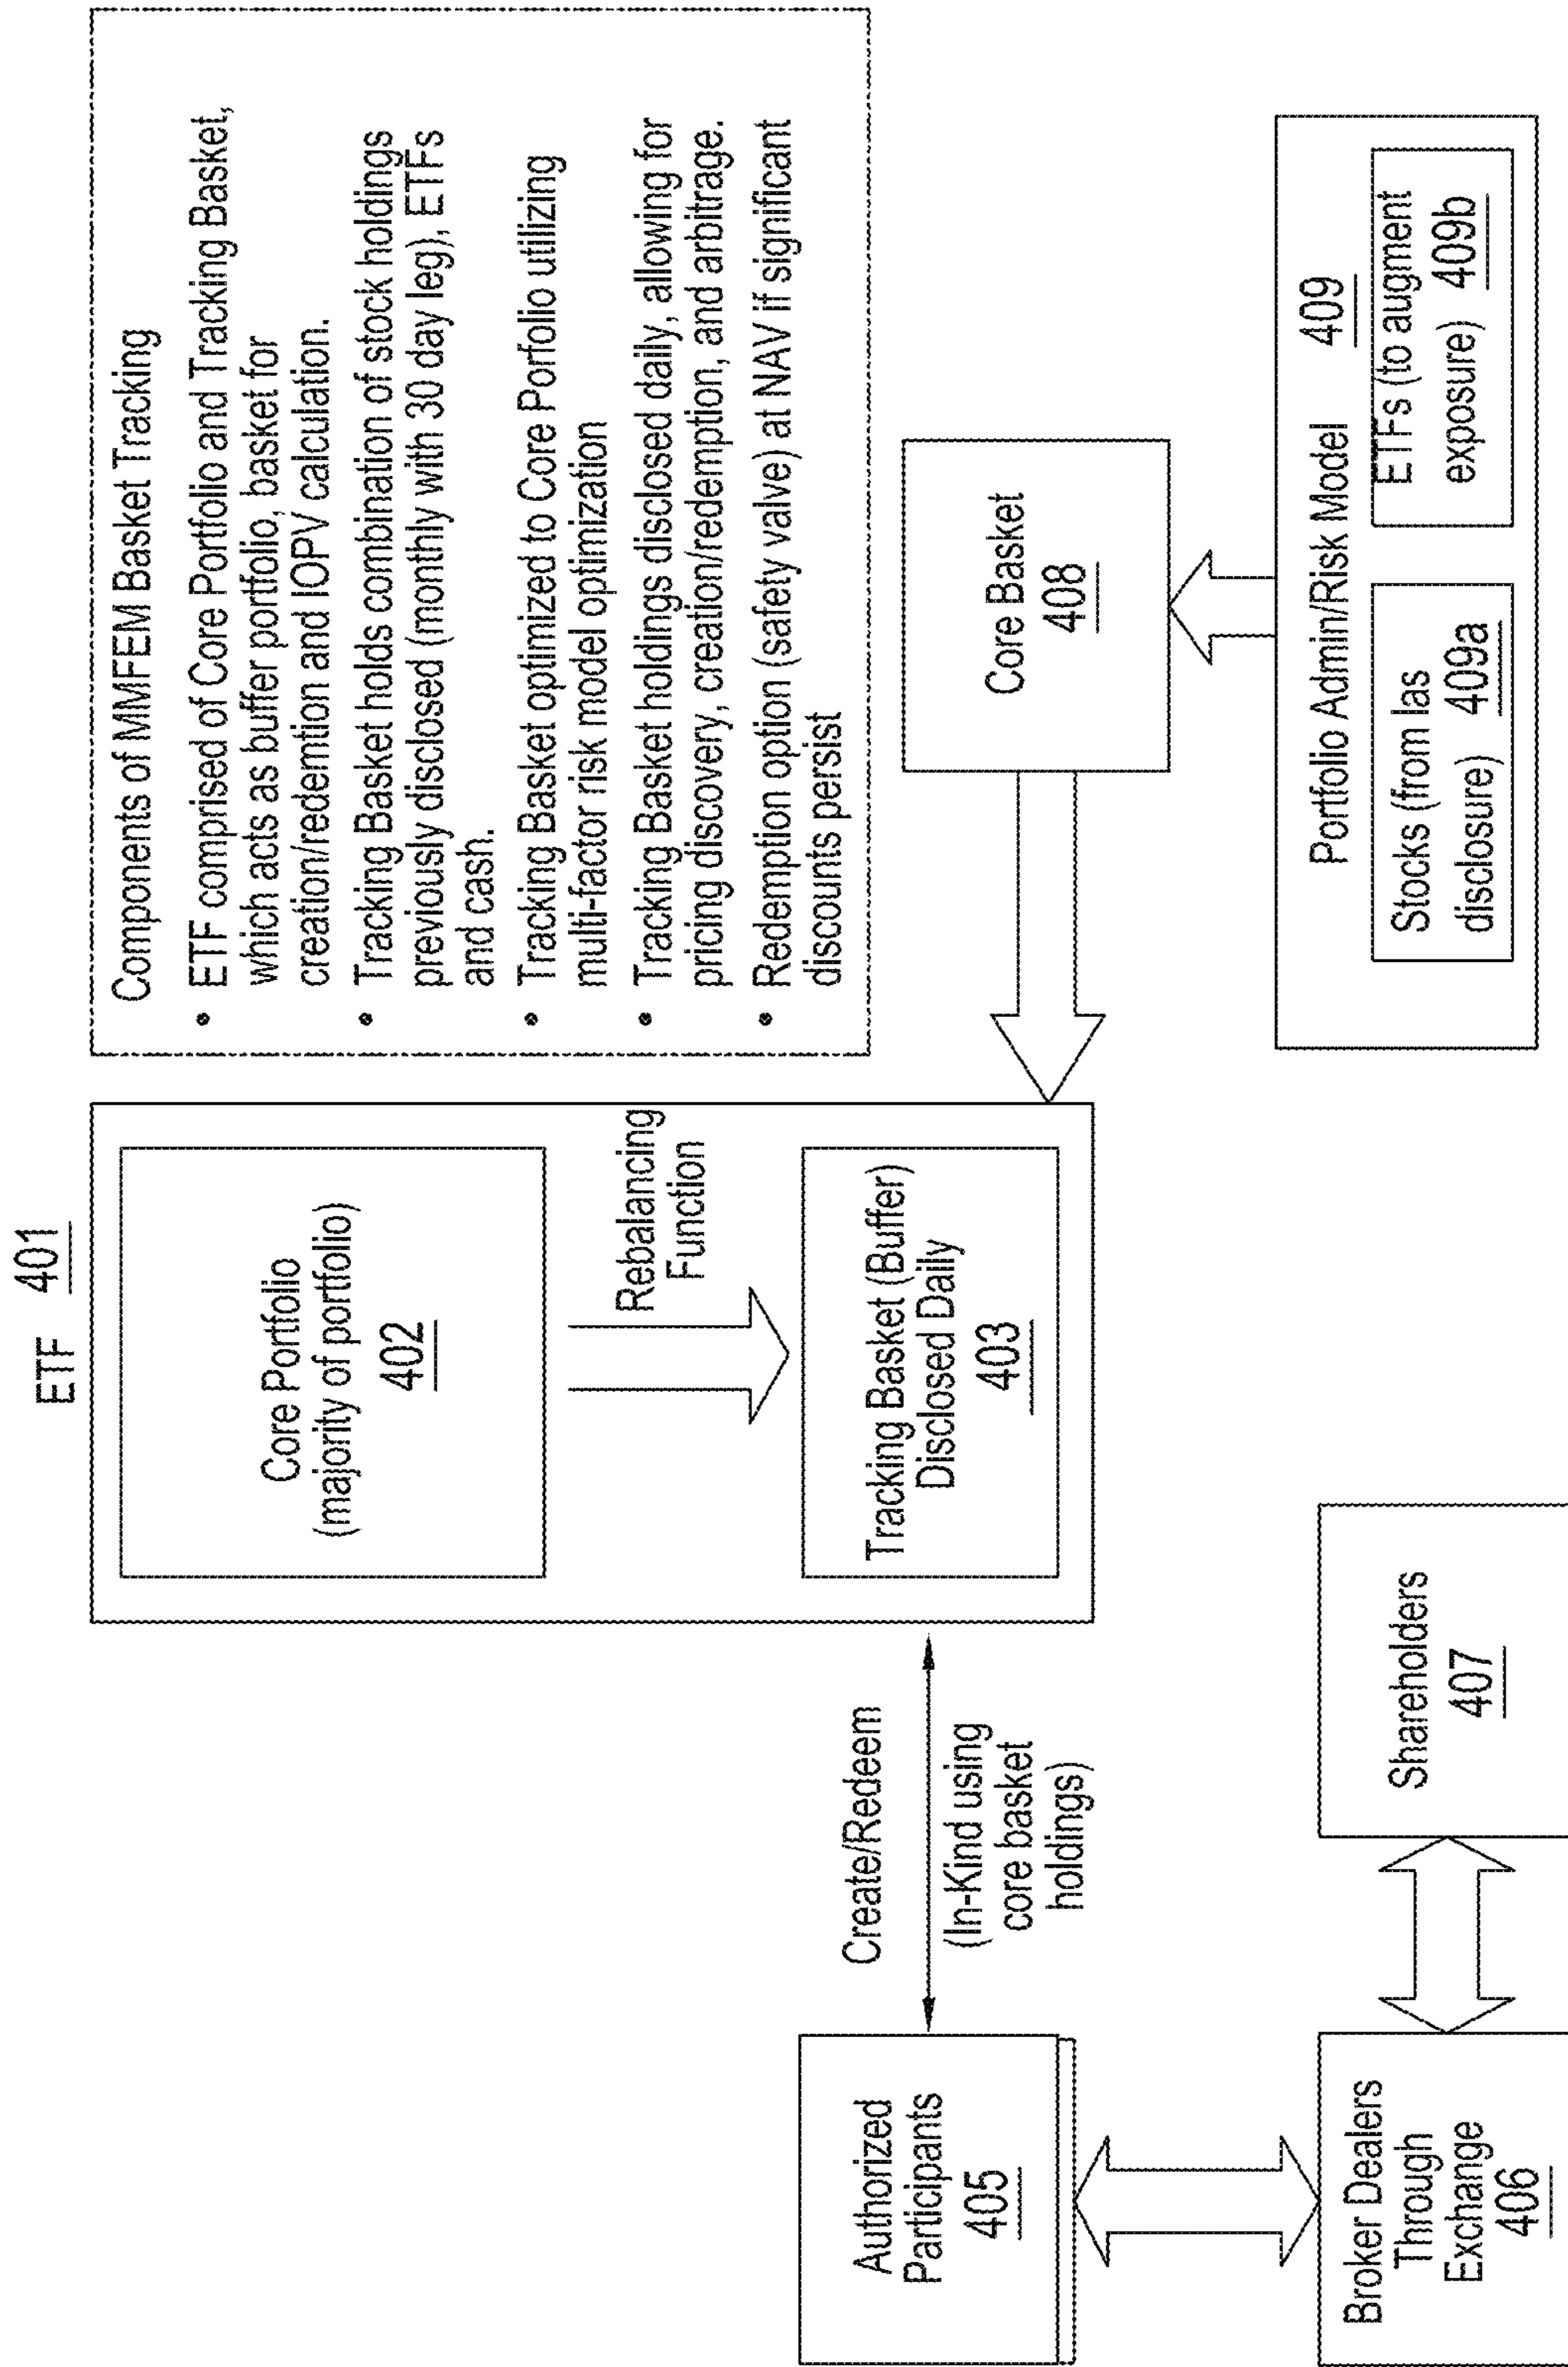 ETF 401
Core Portfolio
(majority of portfolio)
402
Rebalancing
Function
Tracking Basket (Buffer)
Disclosed Daily
403
Components of MMFEM Basket Tracking
• ETF comprised of Core Portfolio and Tracking Basket,
which acts as buffer portfolio, basket for
creation/redemtion and IOPV calculation.
• Tracking Basket holds combination of stock holdings
previously disclosed (monthly with 30 day leg), ETFs
and cash.
• Tracking Basket optimized to Core Porfolio utilizing
multi-factor risk model optimization
• Tracking Basket holdings disclosed daily, allowing for
pricing discovery, creation/redemption, and arbitrage.
• Redemption option (safety valve) at NAV if significant
discounts persist
Create/Redeem
(In-Kind using
core basket
holdings)
Authorized
Participants
405
Broker Dealers
Through
Exchange
406
Shareholders
407
Core Basket
408
Portfolio Admin/Risk Model 409
Stocks (from las
disclosure) 409a
ETFs (to augment
exposure) 409b